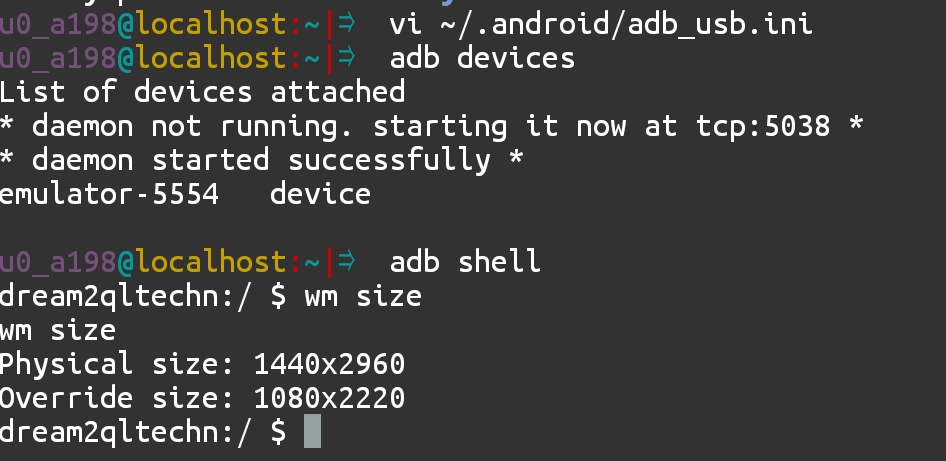 u0_a198@localhost:~|⇒ vi ~/.android/adb_usb.ini
u0_a198@localhost:~|⇒ adb devices
List of devices attached
* daemon not running. starting it now at tcp:5038 *
* daemon started successfully *
emulator-5554 device
u0_a198@localhost:~|⇒ adb shell
dream2qltechn:/ $ wm size
wm size
Physical size: 1440x2960
Override size: 1080x2220
dream2qltechn:/ $